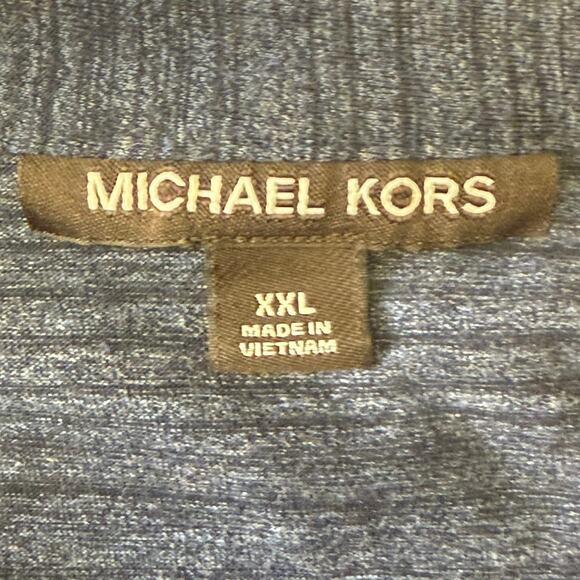 MICHAEL KORS
XXL
MADE IN
VIETNAM